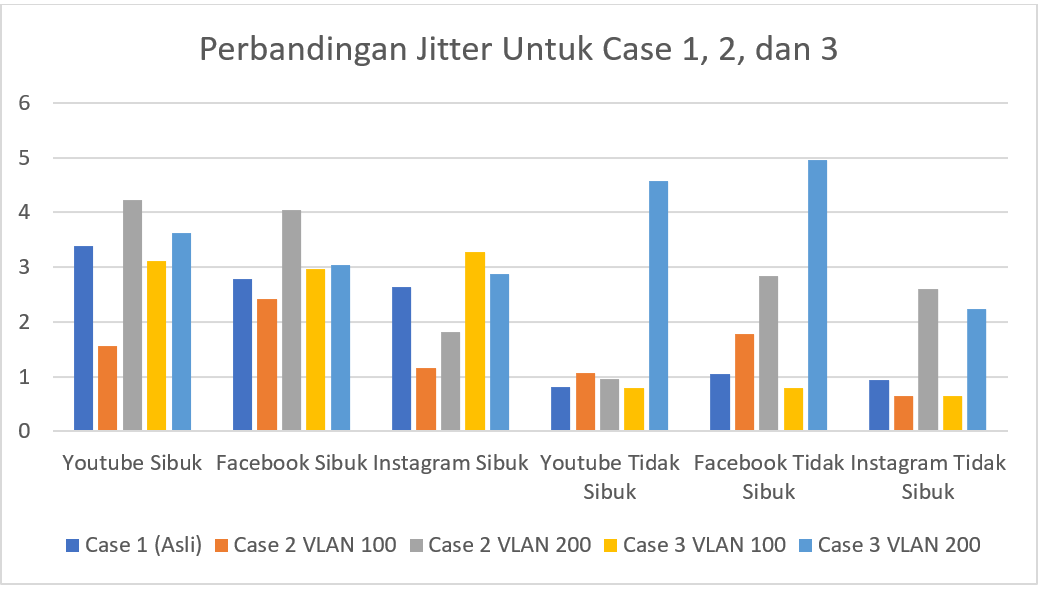 Perbandingan Jitter Untuk Case 1, 2, dan 3
6
5
4
3
2
1
0
Youtube Sibuk
Facebook Sibuk
Instagram Sibuk
Youtube Tidak
Sibuk
Facebook Tidak
Sibuk
Instagram Tidak
Sibuk
Case 1 (Asli)
Case 2 VLAN 100
Case 2 VLAN 200
Case 3 VLAN 100
Case 3 VLAN 200